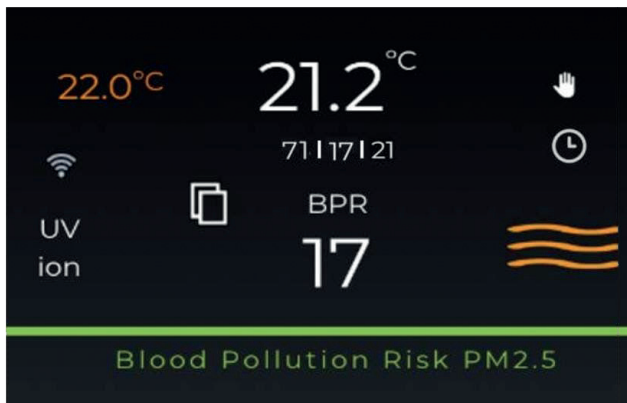 22.0°C
21.2°C
71 | 17 | 21
BPR
17
UV
ion
Blood Pollution Risk PM2.5